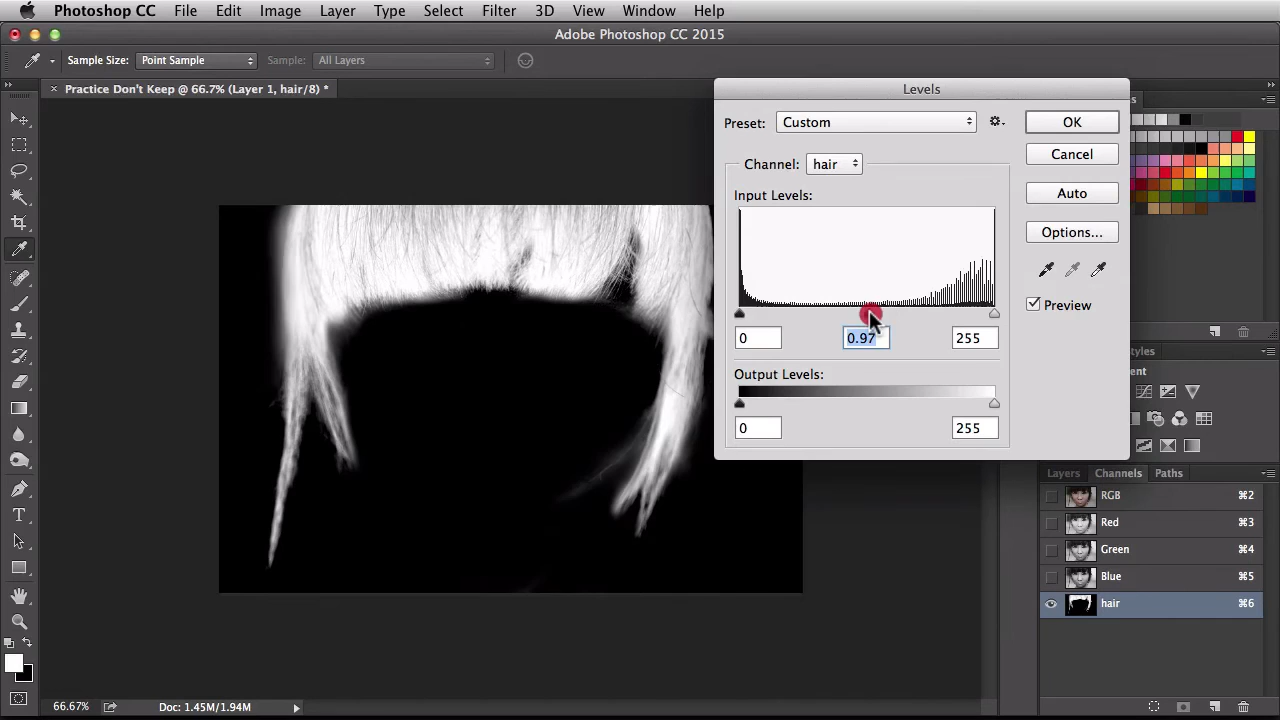 Photoshop CC File Edit Image Layer Type Select Filter 3D View Window Help
Adobe Photoshop CC 2015
Sample Size: Point Sample Sample: All Layers
× Practice Don't Keep @ 66.7% (Layer 1, hair/8) *
Levels
Preset: Custom
OK
Channel: hair
Cancel
Input Levels:
Auto
Options...
Preview
0 0.97 255
Output Levels:
0 255
Layers Channels Paths
RGB ⌘2
Red ⌘3
Green ⌘4
Blue ⌘5
hair ⌘6
66.67% Doc: 1.45M/1.94M